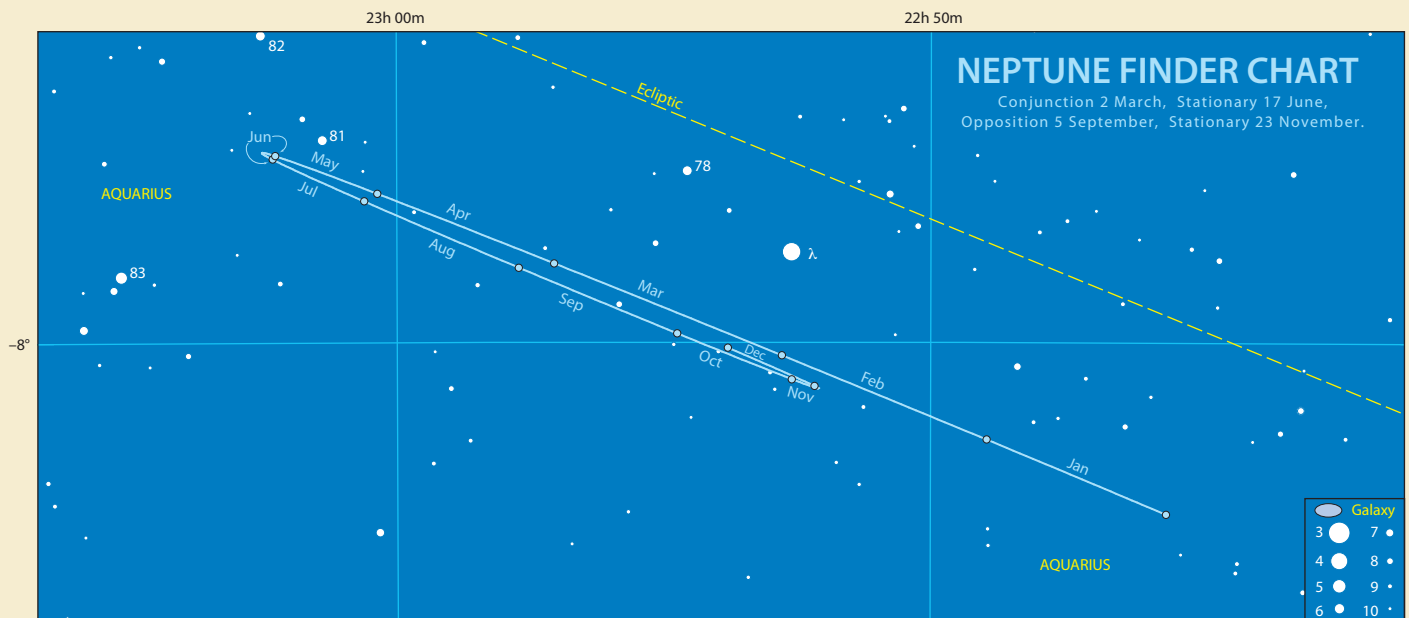 23h 00m
22h 50m
82
NEPTUNE FINDER CHART
Conjunction 2 March, Stationary 17 June,
Opposition 5 September, Stationary 23 November.
Ecliptic
Jun
81
May
78
Jul
AQUARIUS
Apr
Aug
λ
83
Mar
Sep
–8°
Dec
Oct
Feb
Nov
Jan
Galaxy
3 7
4 8
AQUARIUS
5 9
6 10